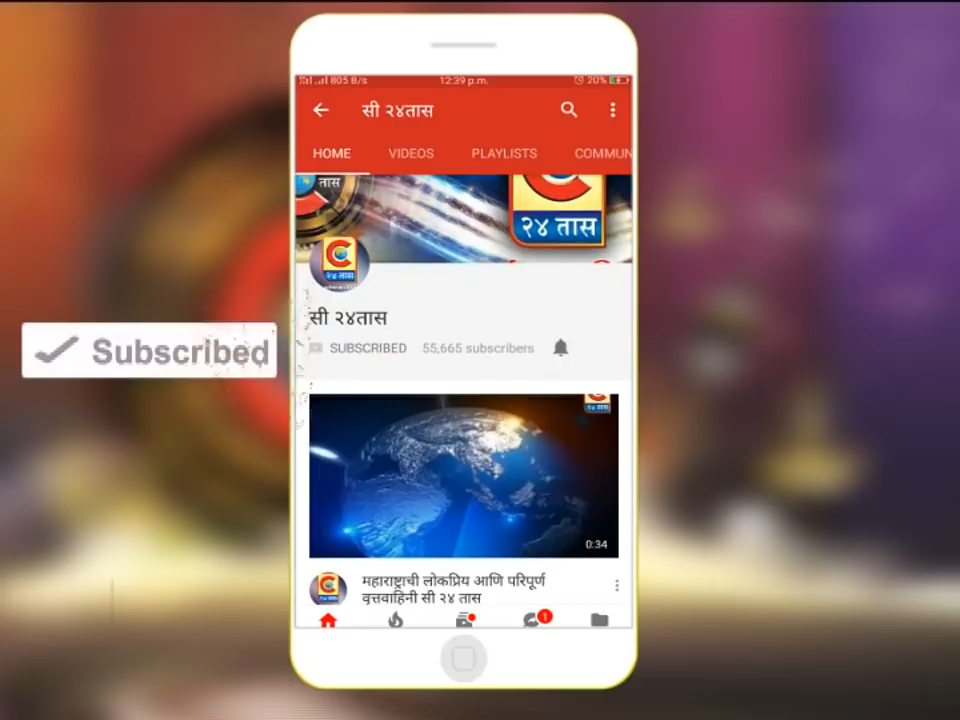 805 B/s 12:39 p.m. 20%
सी २४तास
HOME VIDEOS PLAYLISTS COMMUN
तास
२४ तास
C
२४ तास
सी २४तास
Subscribed
SUBSCRIBED 55,665 subscribers
२४ तास
0:34
महाराष्ट्राची लोकप्रिय आणि परिपूर्ण
वृत्तवाहिनी सी २४ तास
1